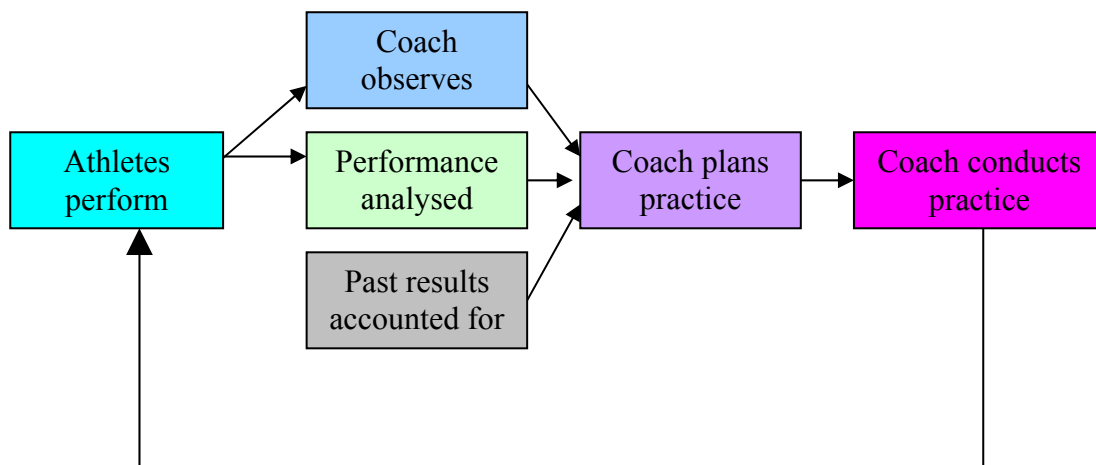 Coach
observes
Athletes
perform
Performance
analysed
Coach plans
practice
Coach conducts
practice
Past results
accounted for